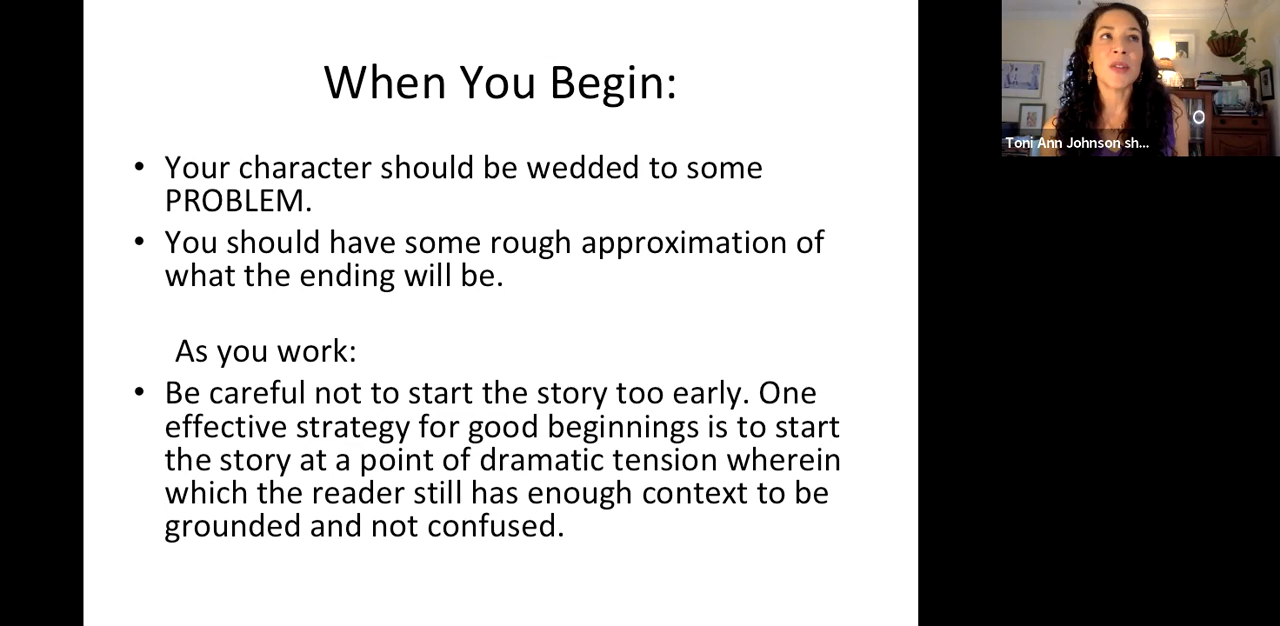 When You Begin:
• Your character should be wedded to some
PROBLEM.
• You should have some rough approximation of
what the ending will be.
As you work:
• Be careful not to start the story too early. One
effective strategy for good beginnings is to start
the story at a point of dramatic tension wherein
which the reader still has enough context to be
grounded and not confused.
Toni Ann Johnson sh...